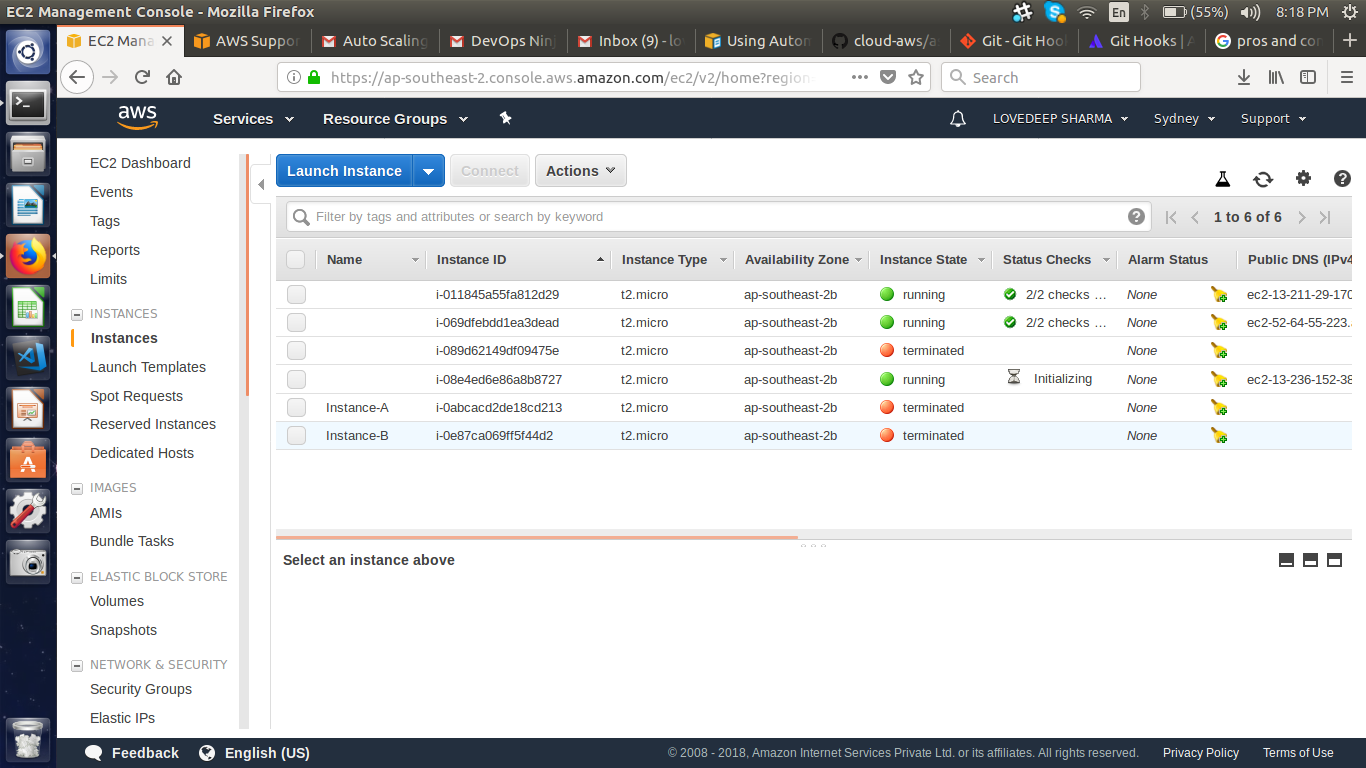 EC2 Management Console - Mozilla Firefox
En
(55%)
8:18 PM
EC2 Mana
AWS Suppor
Auto Scaling
DevOps Ninj
Inbox (9) - lo
Using Auton
cloud-aws/a
Git - Git Hool
Git Hooks | A
pros and con
https://ap-southeast-2.console.aws.amazon.com/ec2/v2/home?region
Search
aws
Services
Resource Groups
LOVEDEEP SHARMA
Sydney
Support
EC2 Dashboard
Events
Tags
Reports
Limits
INSTANCES
Instances
Launch Templates
Spot Requests
Reserved Instances
Dedicated Hosts
IMAGES
AMIs
Bundle Tasks
ELASTIC BLOCK STORE
Volumes
Snapshots
NETWORK & SECURITY
Security Groups
Elastic IPs
Launch Instance
Connect
Actions
Filter by tags and attributes or search by keyword
1 to 6 of 6
Name Instance ID Instance Type Availability Zone Instance State Status Checks Alarm Status Public DNS (IPv4
i-011845a55fa812d29 t2.micro ap-southeast-2b running 2/2 checks … None ec2-13-211-29-170
i-069dfebdd1ea3dead t2.micro ap-southeast-2b running 2/2 checks … None ec2-52-64-55-223.
i-089d62149df09475e t2.micro ap-southeast-2b terminated None
i-08e4ed6e86a8b8727 t2.micro ap-southeast-2b running Initializing None ec2-13-236-152-38
Instance-A i-0abcacd2de18cd213 t2.micro ap-southeast-2b terminated None
Instance-B i-0e87ca069ff5f44d2 t2.micro ap-southeast-2b terminated None
Select an instance above
Feedback
English (US)
© 2008 - 2018, Amazon Internet Services Private Ltd. or its affiliates. All rights reserved.
Privacy Policy
Terms of Use